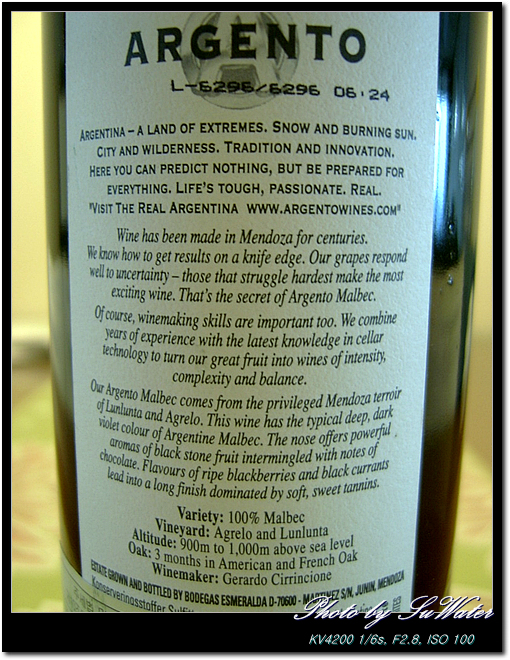 ARGENTO
L-6296/6296 06:24
ARGENTINA – A LAND OF EXTREMES. SNOW AND BURNING SUN.
CITY AND WILDERNESS. TRADITION AND INNOVATION.
HERE YOU CAN PREDICT NOTHING, BUT BE PREPARED FOR
EVERYTHING. LIFE'S TOUGH, PASSIONATE. REAL.
"VISIT THE REAL ARGENTINA WWW.ARGENTOWINES.COM"
Wine has been made in Mendoza for centuries.
We know how to get results on a knife edge. Our grapes respond
well to uncertainty – those that struggle hardest make the most
exciting wine. That's the secret of Argento Malbec.
Of course, winemaking skills are important too. We combine
years of experience with the latest knowledge in cellar
technology to turn our great fruit into wines of intensity,
complexity and balance.
Our Argento Malbec comes from the privileged Mendoza terroir
of Lunlunta and Agrelo. This wine has the typical deep, dark
violet colour of Argentine Malbec. The nose offers powerful
aromas of black stone fruit intermingled with notes of
chocolate. Flavours of ripe blackberries and black currants
lead into a long finish dominated by soft, sweet tannins.
Variety: 100% Malbec
Vineyard: Agrelo and Lunlunta
Altitude: 900m to 1,000m above sea level
Oak: 3 months in American and French Oak
Winemaker: Gerardo Cirrincione
ESTATE GROWN AND BOTTLED BY BODEGAS ESMERALDA D-70600 - MARTINEZ S/N, JUNIN, MENDOZA
Konserveringsstoffer
Photo by SuWater
KV4200 1/6s, F2.8, ISO 100